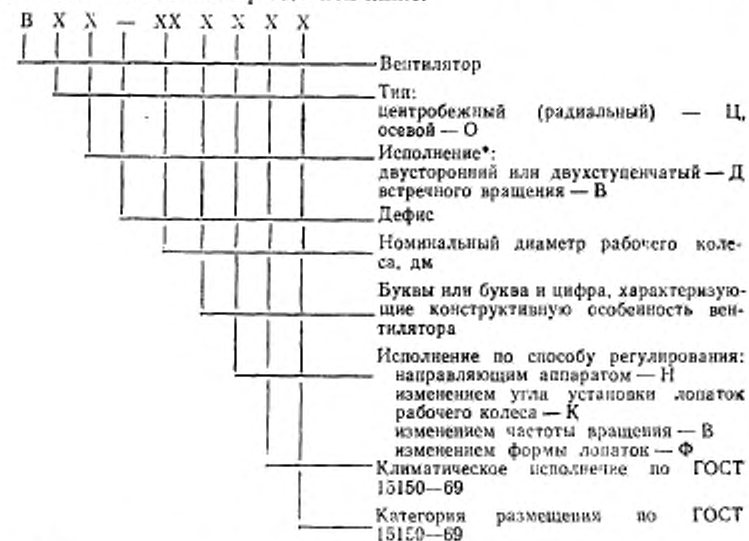 В Х Х — ХХ Х Х Х Х
Вентилятор
Тип:
центробежный (радиальный) — Ц,
осевой — О
Исполнение*:
двусторонний или двухступенчатый — Д
встречного вращения — В
Дефис
Номинальный диаметр рабочего коле-
са, дм
Буквы или буква и цифра, характеризую-
щие конструктивную особенность вен-
тилятора
Исполнение по способу регулирования:
направляющим аппаратом — Н
изменением угла установки лопаток
рабочего колеса — К
изменением частоты вращения — В
изменением формы лопаток — Ф
Климатическое исполнение по ГОСТ
15150—69
Категория размещения по ГОСТ
15150—69